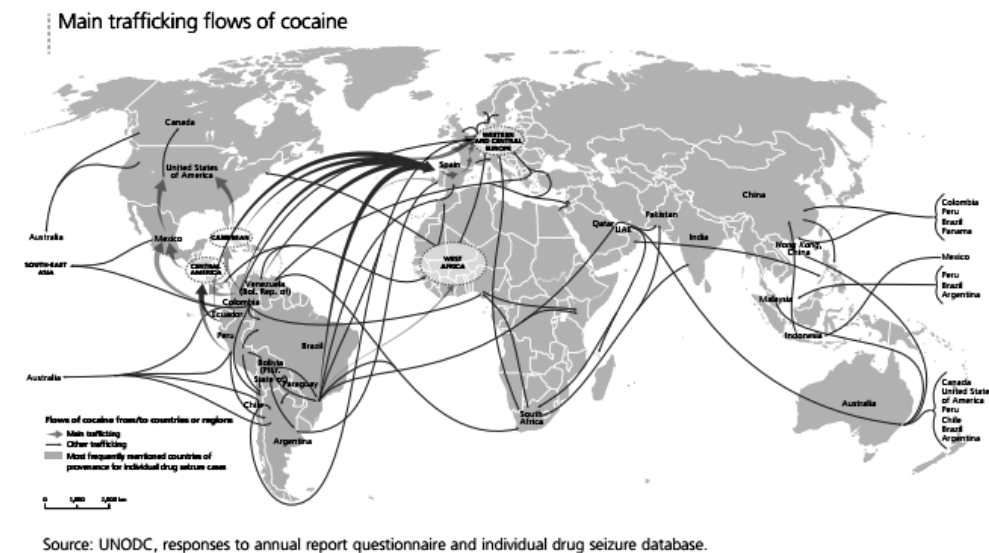 Main trafficking flows of cocaine
Canada
United States
of America
Mexico
CARIBBEAN
CENTRAL
AMERICA
Venezuela
(Bol. Rep. of)
Colombia
Ecuador
Peru
Brazil
Bolivia
(Plur.
State of)
Paraguay
Chile
Argentina
Australia
SOUTH-EAST
ASIA
Australia
WESTERN
AND CENTRAL
EUROPE
Spain
WEST
AFRICA
South
Africa
Qatar
UAE
Pakistan
India
China
Hong Kong,
China
Malaysia
Indonesia
Australia
Colombia
Peru
Brazil
Panama
Mexico
Peru
Brazil
Argentina
Canada
United States
of America
Peru
Chile
Brazil
Argentina
Flows of cocaine from/to countries or regions
Main trafficking
Other trafficking
Most frequently mentioned countries of
provenance for individual drug seizure cases
0
km
Source: UNODC, responses to annual report questionnaire and individual drug seizure database.